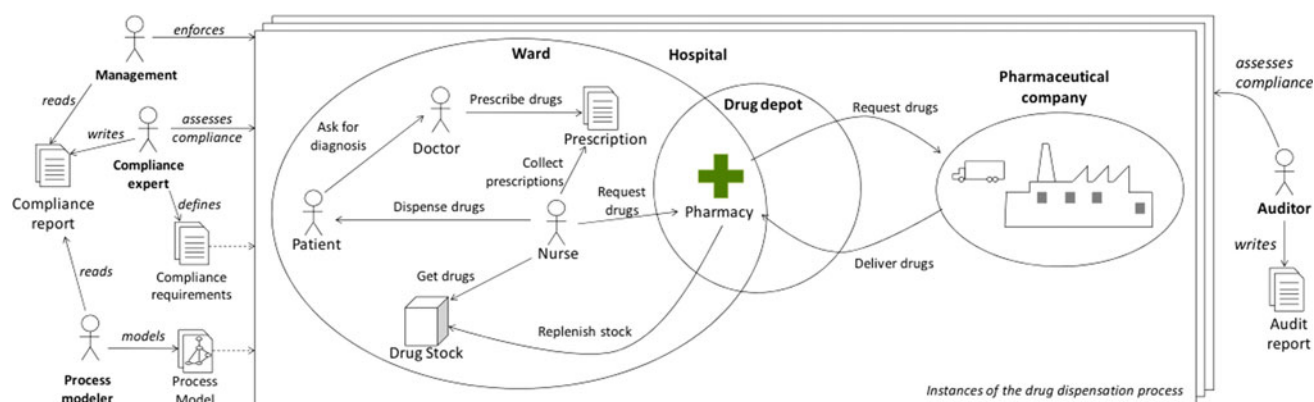 enforces
Management
reads
writes
assesses
compliance
Compliance
expert
Compliance
report
defines
Compliance
requirements
reads
models
Process
modeler
Process
Model
Ward
Hospital
Ask for
diagnosis
Doctor
Prescribe drugs
Prescription
Collect
prescriptions
Patient
Dispense drugs
Nurse
Request
drugs
Get drugs
Drug Stock
Replenish stock
Drug depot
Pharmacy
Request drugs
Deliver drugs
Pharmaceutical
company
Instances of the drug dispensation process
assesses
compliance
Auditor
writes
Audit
report